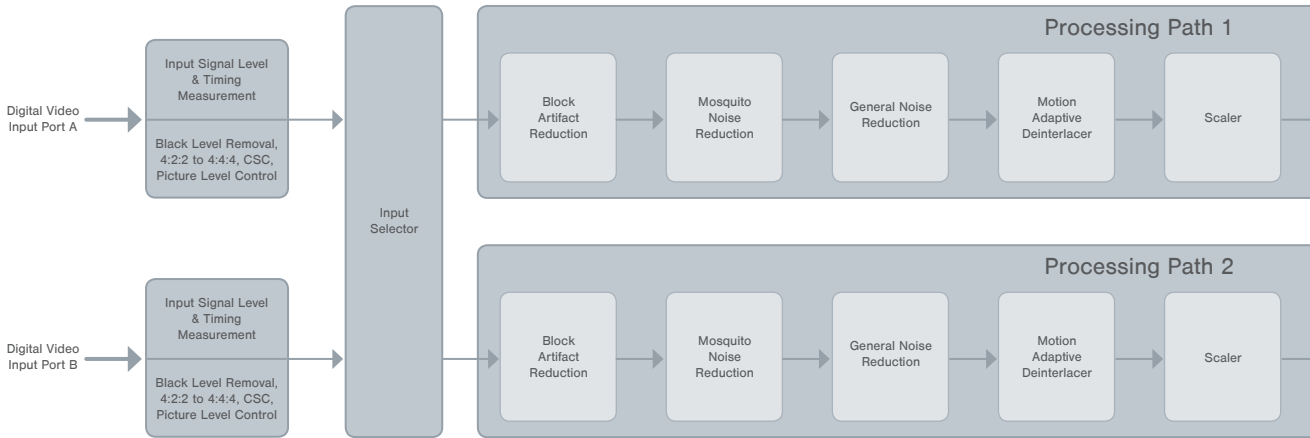 Digital Video
Input Port A
Input Signal Level
& Timing
Measurement
Black Level Removal,
4:2:2 to 4:4:4, CSC,
Picture Level Control
Input
Selector
Processing Path 1
Block
Artifact
Reduction
Mosquito
Noise
Reduction
General Noise
Reduction
Motion
Adaptive
Deinterlacer
Scaler
Digital Video
Input Port B
Input Signal Level
& Timing
Measurement
Black Level Removal,
4:2:2 to 4:4:4, CSC,
Picture Level Control
Processing Path 2
Block
Artifact
Reduction
Mosquito
Noise
Reduction
General Noise
Reduction
Motion
Adaptive
Deinterlacer
Scaler